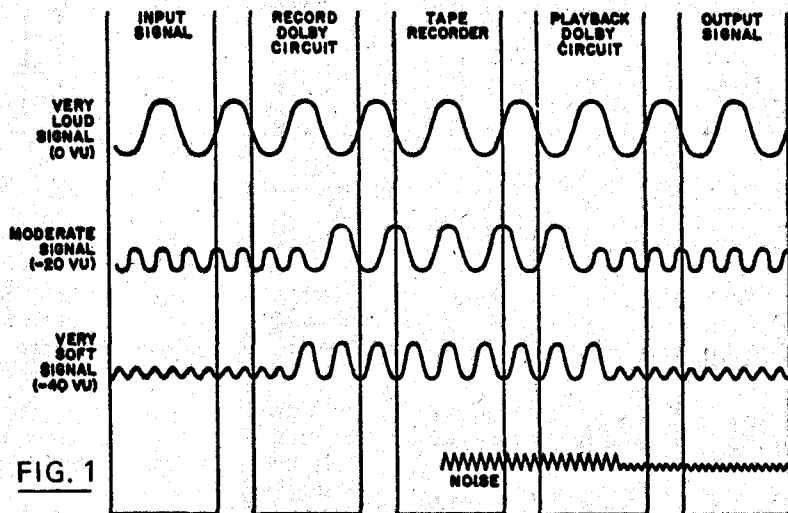 INPUT
SIGNAL
RECORD
DOLBY
CIRCUIT
TAPE
RECORDER
PLAYBACK
DOLBY
CIRCUIT
OUTPUT
SIGNAL
VERY
LOUD
SIGNAL
(0 VU)
MODERATE
SIGNAL
(-20 VU)
VERY
SOFT
SIGNAL
(-40 VU)
NOISE
FIG. 1